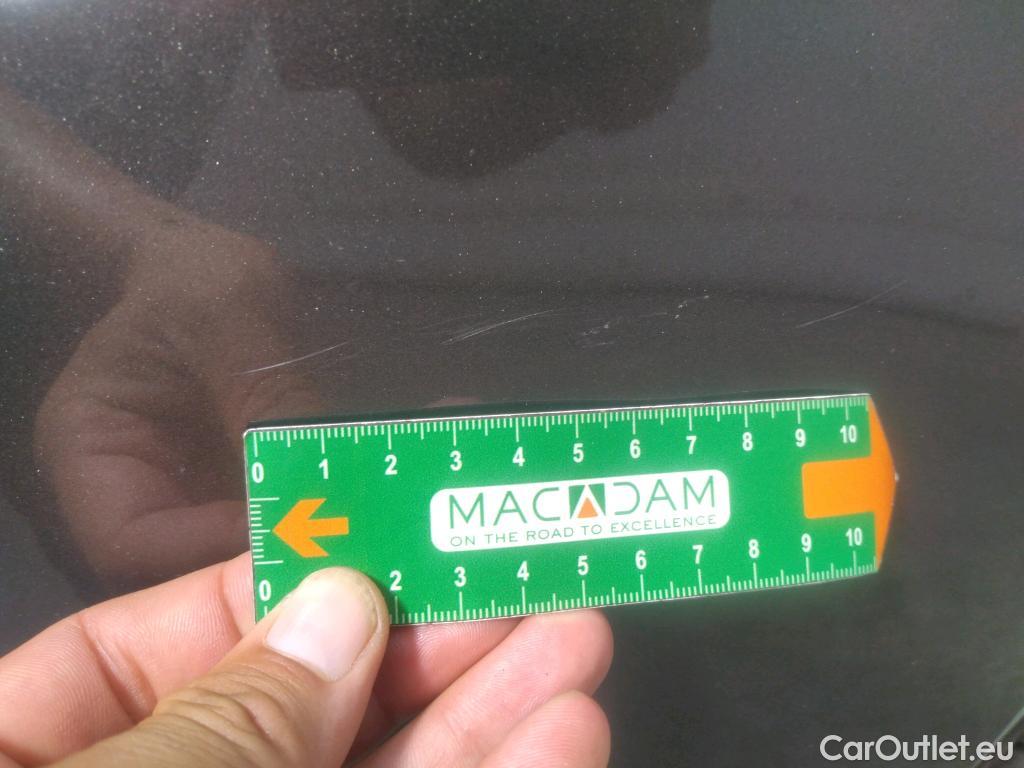 0 1 2 3 4 5 6 7 8 9 10
MACADAM
ON THE ROAD TO EXCELLENCE
0 2 3 4 5 6 7 8 9 10
CarOutlet.eu